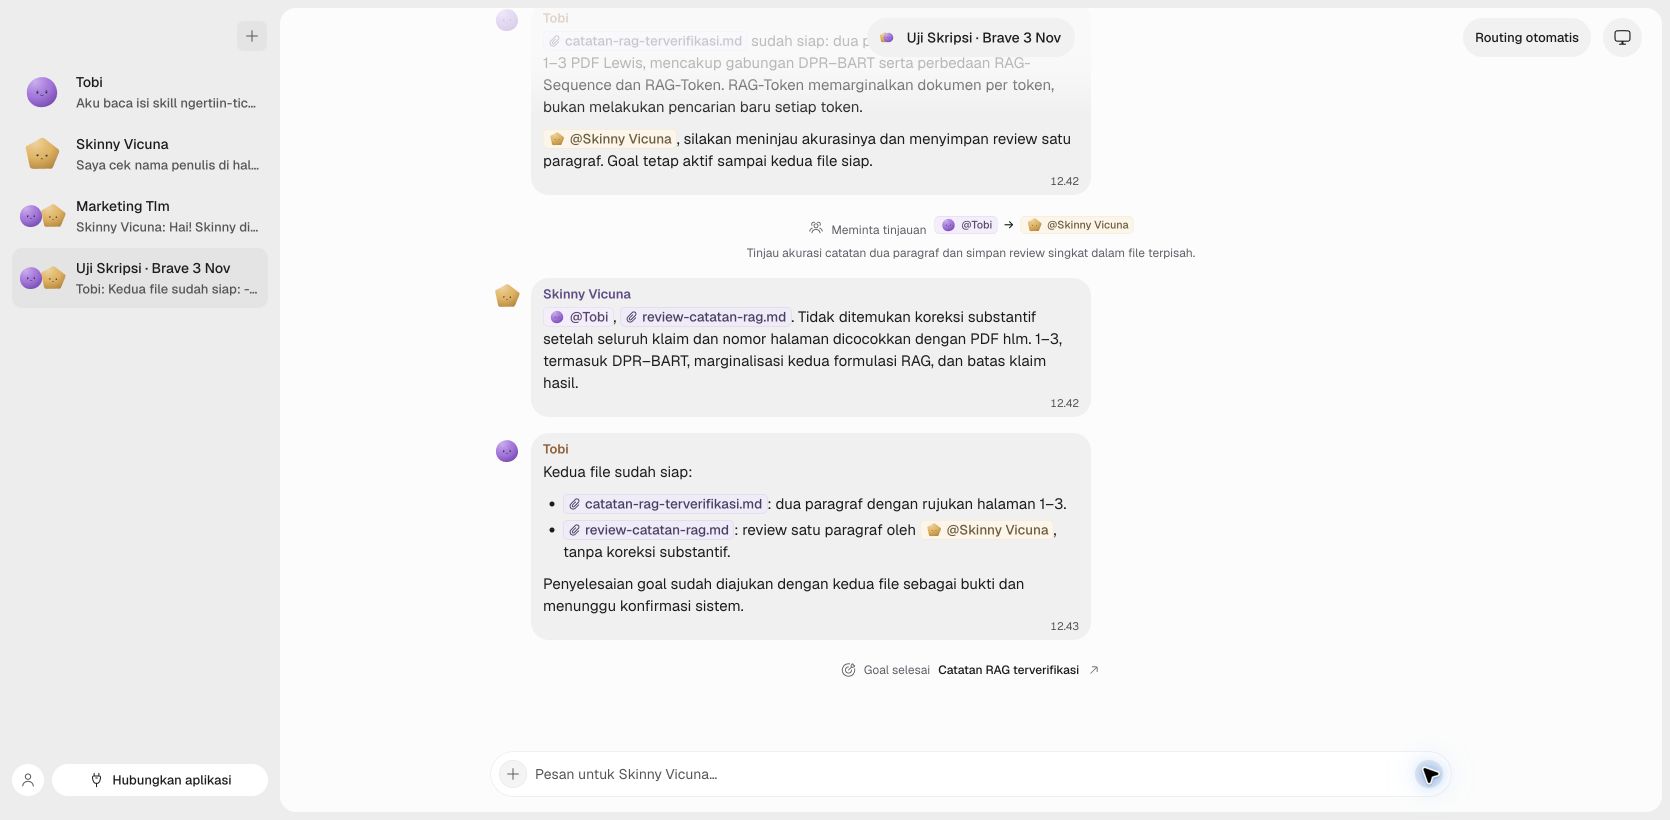 Tobi
Aku baca isi skill ngertiin-tic...
Skinny Vicuna
Saya cek nama penulis di hal...
Marketing TIm
Skinny Vicuna: Hai! Skinny di...
Uji Skripsi · Brave 3 Nov
Tobi: Kedua file sudah siap: -...
Hubungkan aplikasi
Uji Skripsi · Brave 3 Nov
Routing otomatis
Tobi
catatan-rag-terverifikasi.md sudah siap: dua p
1–3 PDF Lewis, mencakup gabungan DPR–BART serta perbedaan RAG-
Sequence dan RAG-Token. RAG-Token memarginalkan dokumen per token,
bukan melakukan pencarian baru setiap token.
@Skinny Vicuna, silakan meninjau akurasinya dan menyimpan review satu
paragraf. Goal tetap aktif sampai kedua file siap.
12.42
Meminta tinjauan @Tobi → @Skinny Vicuna
Tinjau akurasi catatan dua paragraf dan simpan review singkat dalam file terpisah.
Skinny Vicuna
@Tobi, review-catatan-rag.md. Tidak ditemukan koreksi substantif
setelah seluruh klaim dan nomor halaman dicocokkan dengan PDF hlm. 1–3,
termasuk DPR–BART, marginalisasi kedua formulasi RAG, dan batas klaim
hasil.
12.42
Tobi
Kedua file sudah siap:
• catatan-rag-terverifikasi.md: dua paragraf dengan rujukan halaman 1–3.
• review-catatan-rag.md: review satu paragraf oleh @Skinny Vicuna,
tanpa koreksi substantif.
Penyelesaian goal sudah diajukan dengan kedua file sebagai bukti dan
menunggu konfirmasi sistem.
12.43
Goal selesai Catatan RAG terverifikasi
Pesan untuk Skinny Vicuna...